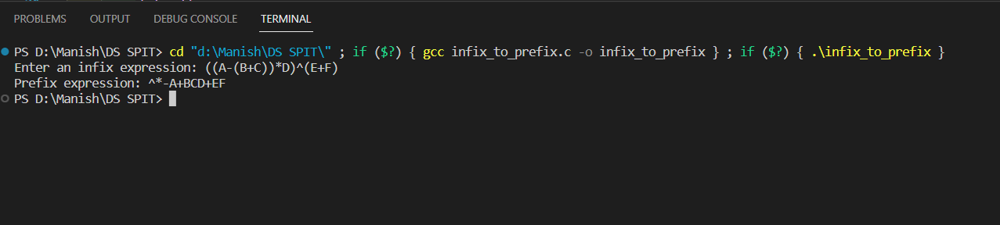 PROBLEMS OUTPUT DEBUG CONSOLE TERMINAL
PS D:\Manish\DS SPIT> cd "d:\Manish\DS SPIT\" ; if ($?) { gcc infix_to_prefix.c -o infix_to_prefix } ; if ($?) { .\infix_to_prefix }
Enter an infix expression: ((A-(B+C))*D)^(E+F)
Prefix expression: ^*-A+BCD+EF
PS D:\Manish\DS SPIT>